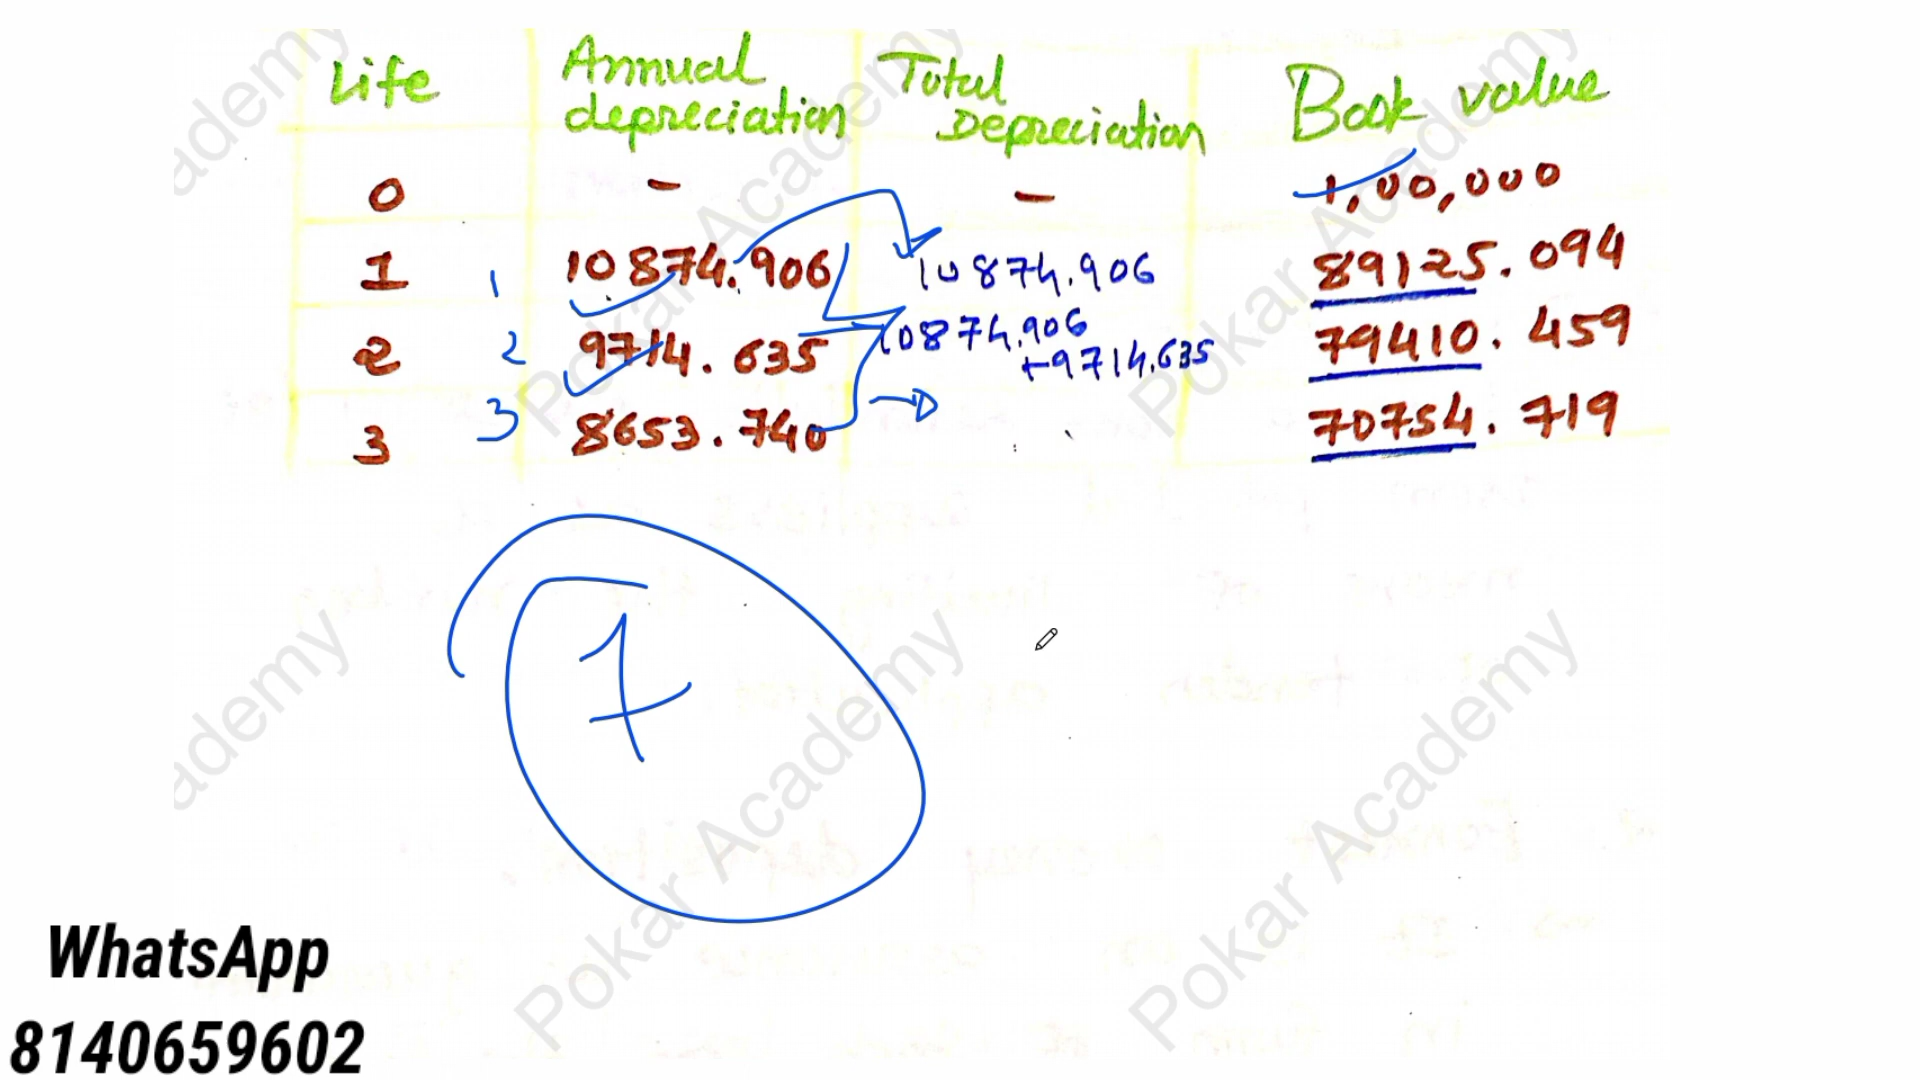 Life Annual depreciation Total Depreciation Book value
0 - - 1,00,000
1 1 10874.906 10874.906 89125.094
2 2 9714.635 10874.906 +9714.635 79410.459
3 3 8653.740 70754.719
1
Pokar Academy
WhatsApp
8140659602